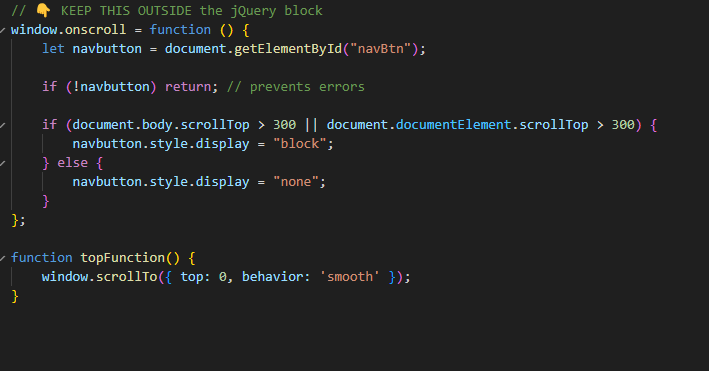 // 👇 KEEP THIS OUTSIDE the jQuery block
window.onscroll = function () {
    let navbutton = document.getElementById("navBtn");

    if (!navbutton) return; // prevents errors

    if (document.body.scrollTop > 300 || document.documentElement.scrollTop > 300) {
        navbutton.style.display = "block";
    } else {
        navbutton.style.display = "none";
    }
};

function topFunction() {
    window.scrollTo({ top: 0, behavior: 'smooth' });
}